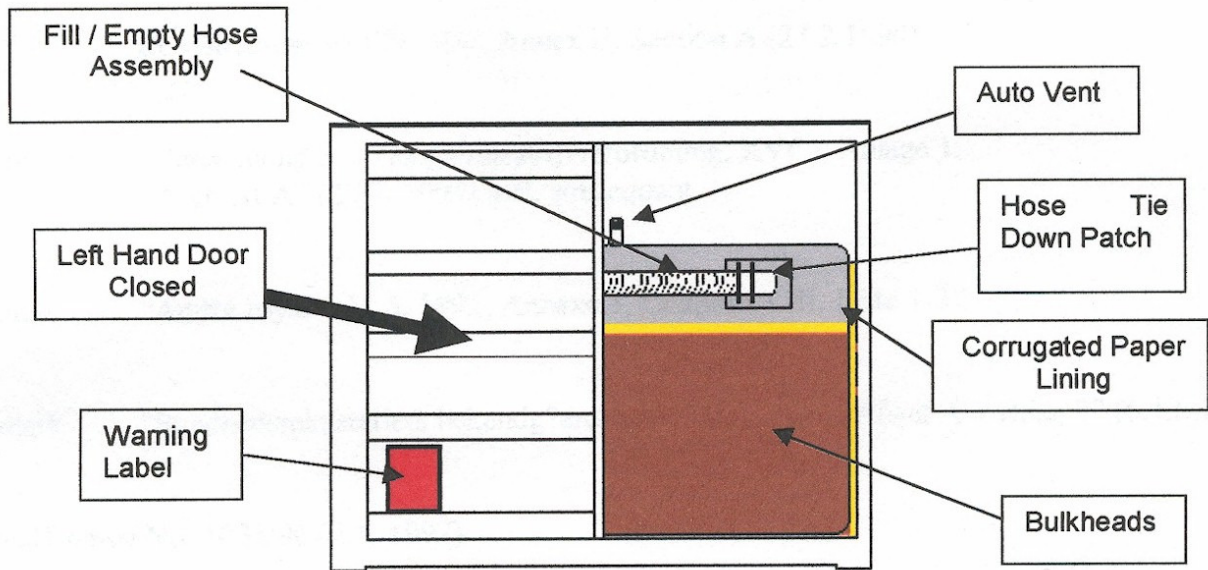 Fill / Empty Hose
Assembly
Auto Vent
Hose Tie
Down Patch
Left Hand Door
Closed
Corrugated Paper
Lining
Warning
Label
Bulkheads